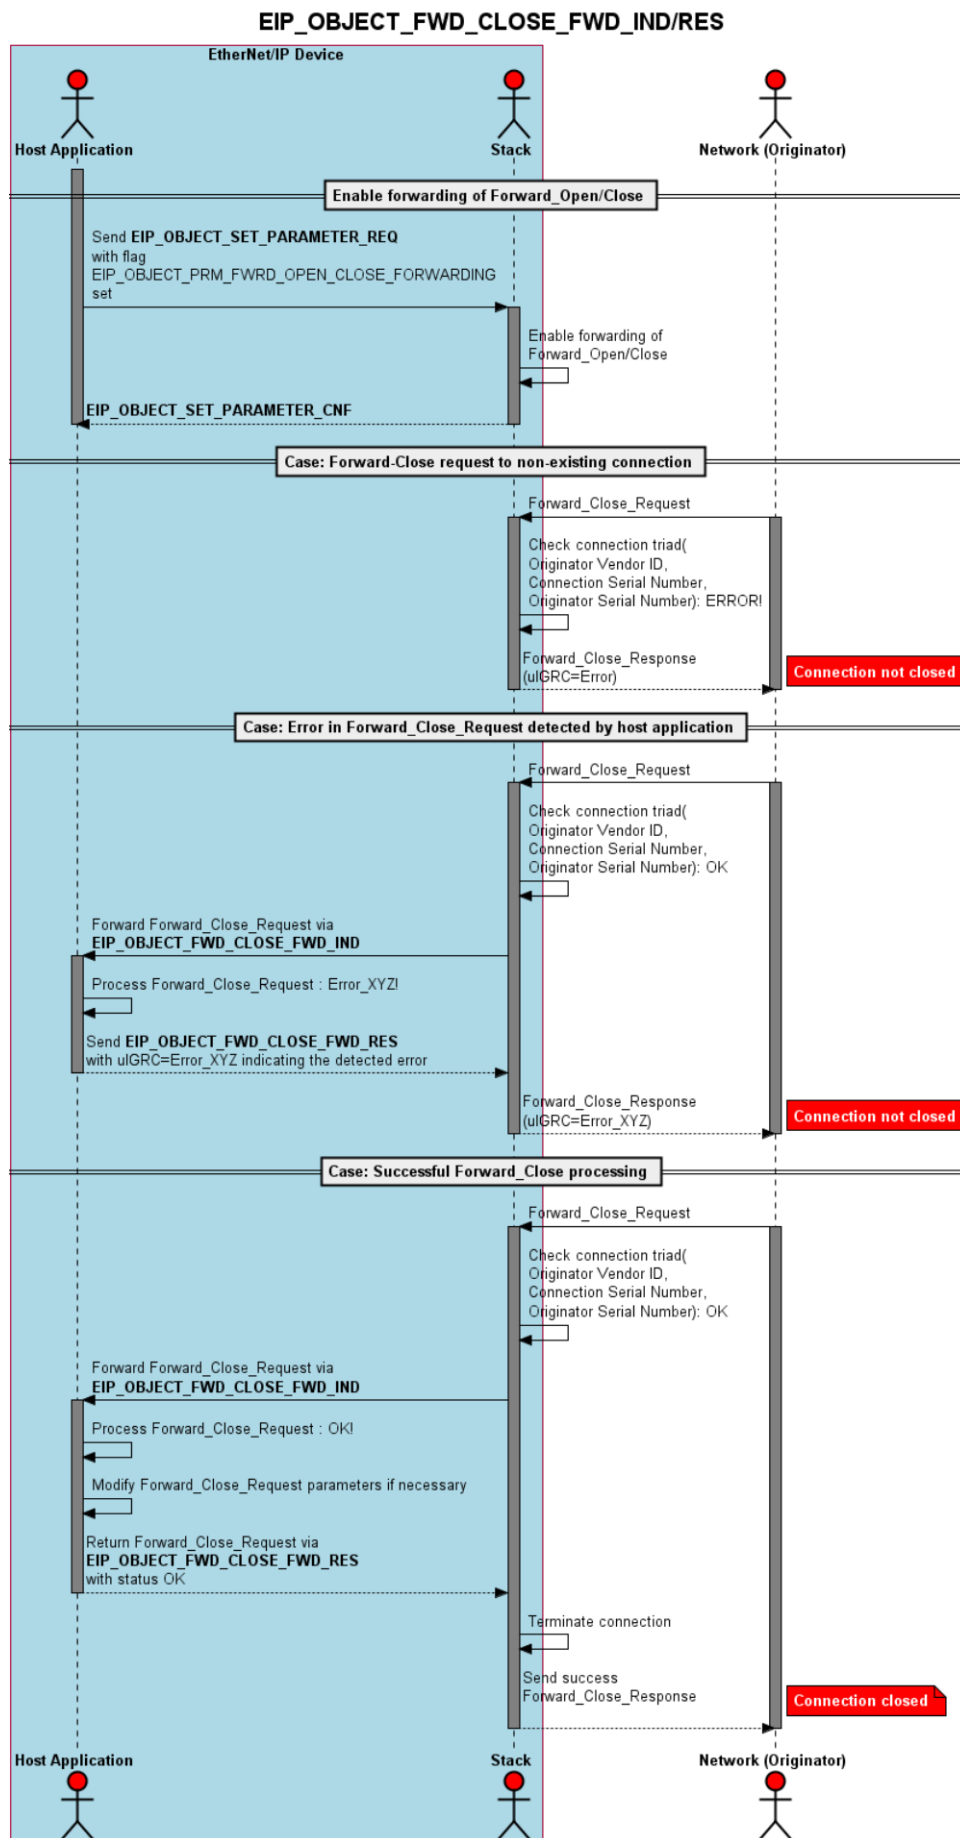 EIP_OBJECT_FWD_CLOSE_FWD_IND/RES
EtherNet/IP Device
Host Application
Stack
Network (Originator)
Enable forwarding of Forward_Open/Close
Send EIP_OBJECT_SET_PARAMETER_REQ
with flag
EIP_OBJECT_PRM_FWRD_OPEN_CLOSE_FORWARDING
set
Enable forwarding of
Forward_Open/Close
EIP_OBJECT_SET_PARAMETER_CNF
Case: Forward-Close request to non-existing connection
Forward_Close_Request
Check connection triad(
Originator Vendor ID,
Connection Serial Number,
Originator Serial Number): ERROR!
Forward_Close_Response
(ulGRC=Error)
Connection not closed
Case: Error in Forward_Close_Request detected by host application
Forward_Close_Request
Check connection triad(
Originator Vendor ID,
Connection Serial Number,
Originator Serial Number): OK
Forward Forward_Close_Request via
EIP_OBJECT_FWD_CLOSE_FWD_IND
Process Forward_Close_Request : Error_XYZ!
Send EIP_OBJECT_FWD_CLOSE_FWD_RES
with ulGRC=Error_XYZ indicating the detected error
Forward_Close_Response
(ulGRC=Error_XYZ)
Connection not closed
Case: Successful Forward_Close processing
Forward_Close_Request
Check connection triad(
Originator Vendor ID,
Connection Serial Number,
Originator Serial Number): OK
Forward Forward_Close_Request via
EIP_OBJECT_FWD_CLOSE_FWD_IND
Process Forward_Close_Request : OK!
Modify Forward_Close_Request parameters if necessary
Return Forward_Close_Request via
EIP_OBJECT_FWD_CLOSE_FWD_RES
with status OK
Terminate connection
Send success
Forward_Close_Response
Connection closed
Host Application
Stack
Network (Originator)